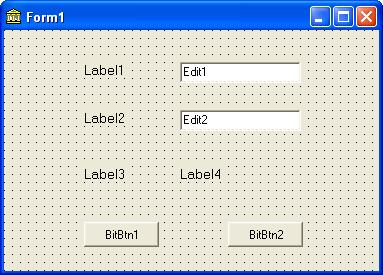 Form1
Label1 Edit1
Label2 Edit2
Label3 Label4
BitBtn1 BitBtn2